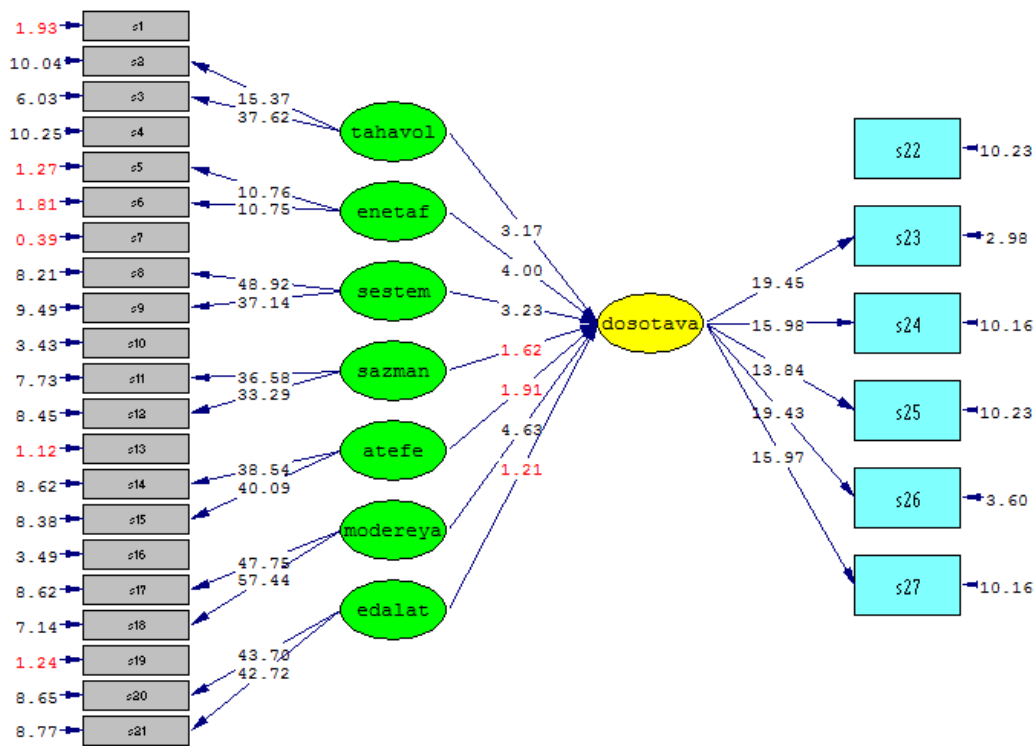 1.93 s1
10.04 s2
6.03 s3
10.25 s4
1.27 s5
1.81 s6
0.39 s7
8.21 s8
9.49 s9
3.43 s10
7.73 s11
8.45 s12
1.12 s13
8.62 s14
8.38 s15
3.49 s16
8.62 s17
7.14 s18
1.24 s19
8.65 s20
8.77 s21
15.37
37.62
10.76
10.75
48.92
37.14
36.58
33.29
38.54
40.09
47.75
57.44
43.70
42.72
tahavol
enetaf
sestem
sazman
atefe
modereya
edalat
3.17
4.00
3.23
1.62
1.91
4.63
1.21
dosotava
19.45
15.98
13.84
19.43
15.97
s22 10.23
s23 2.98
s24 10.16
s25 10.23
s26 3.60
s27 10.16